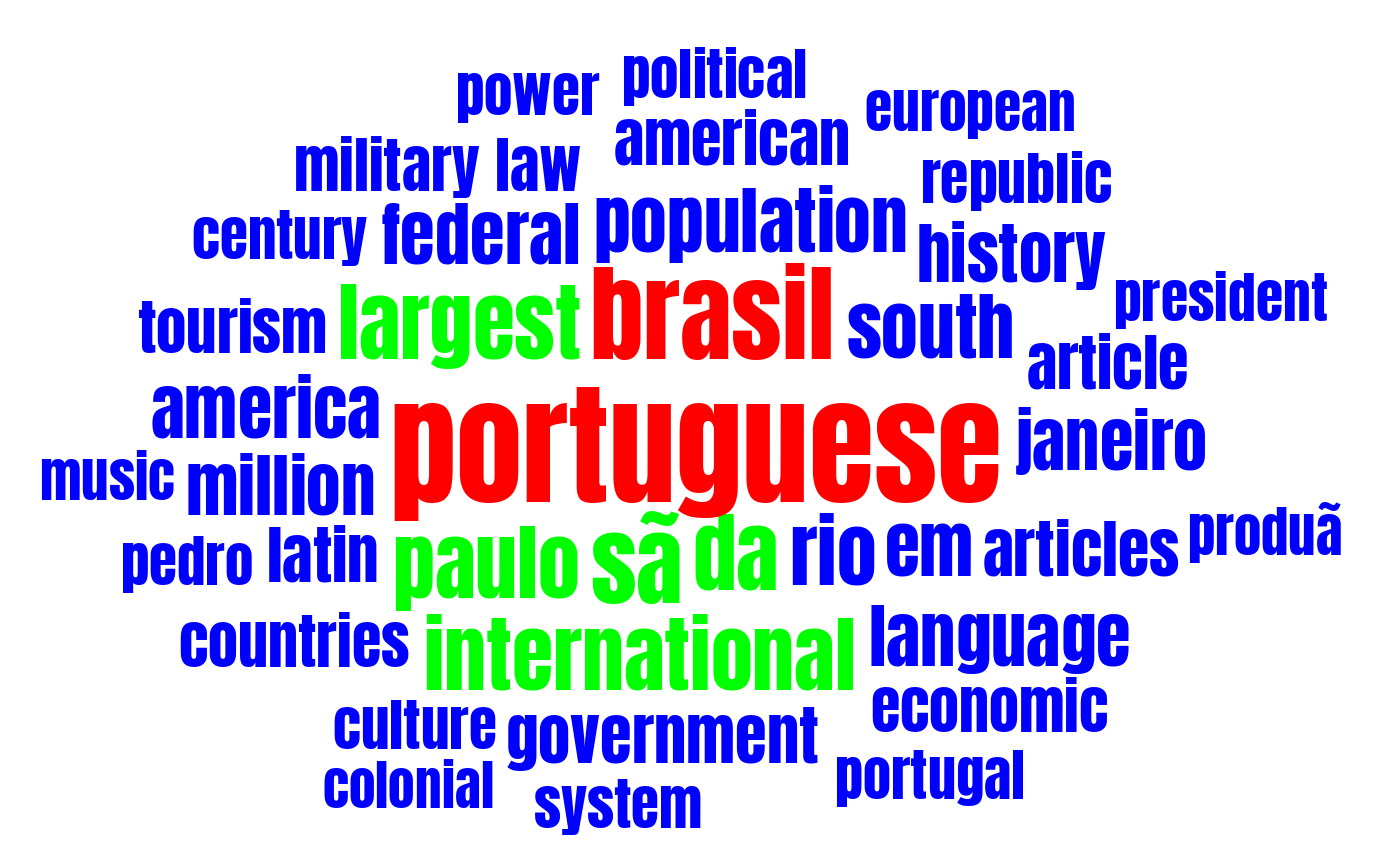 power political european
military law american republic
century federal population history
tourism largest brasil south president
article
america portuguese janeiro
music million
pedro latin paulo sã da rio em articles produã
countries international language
culture government economic
colonial system portugal